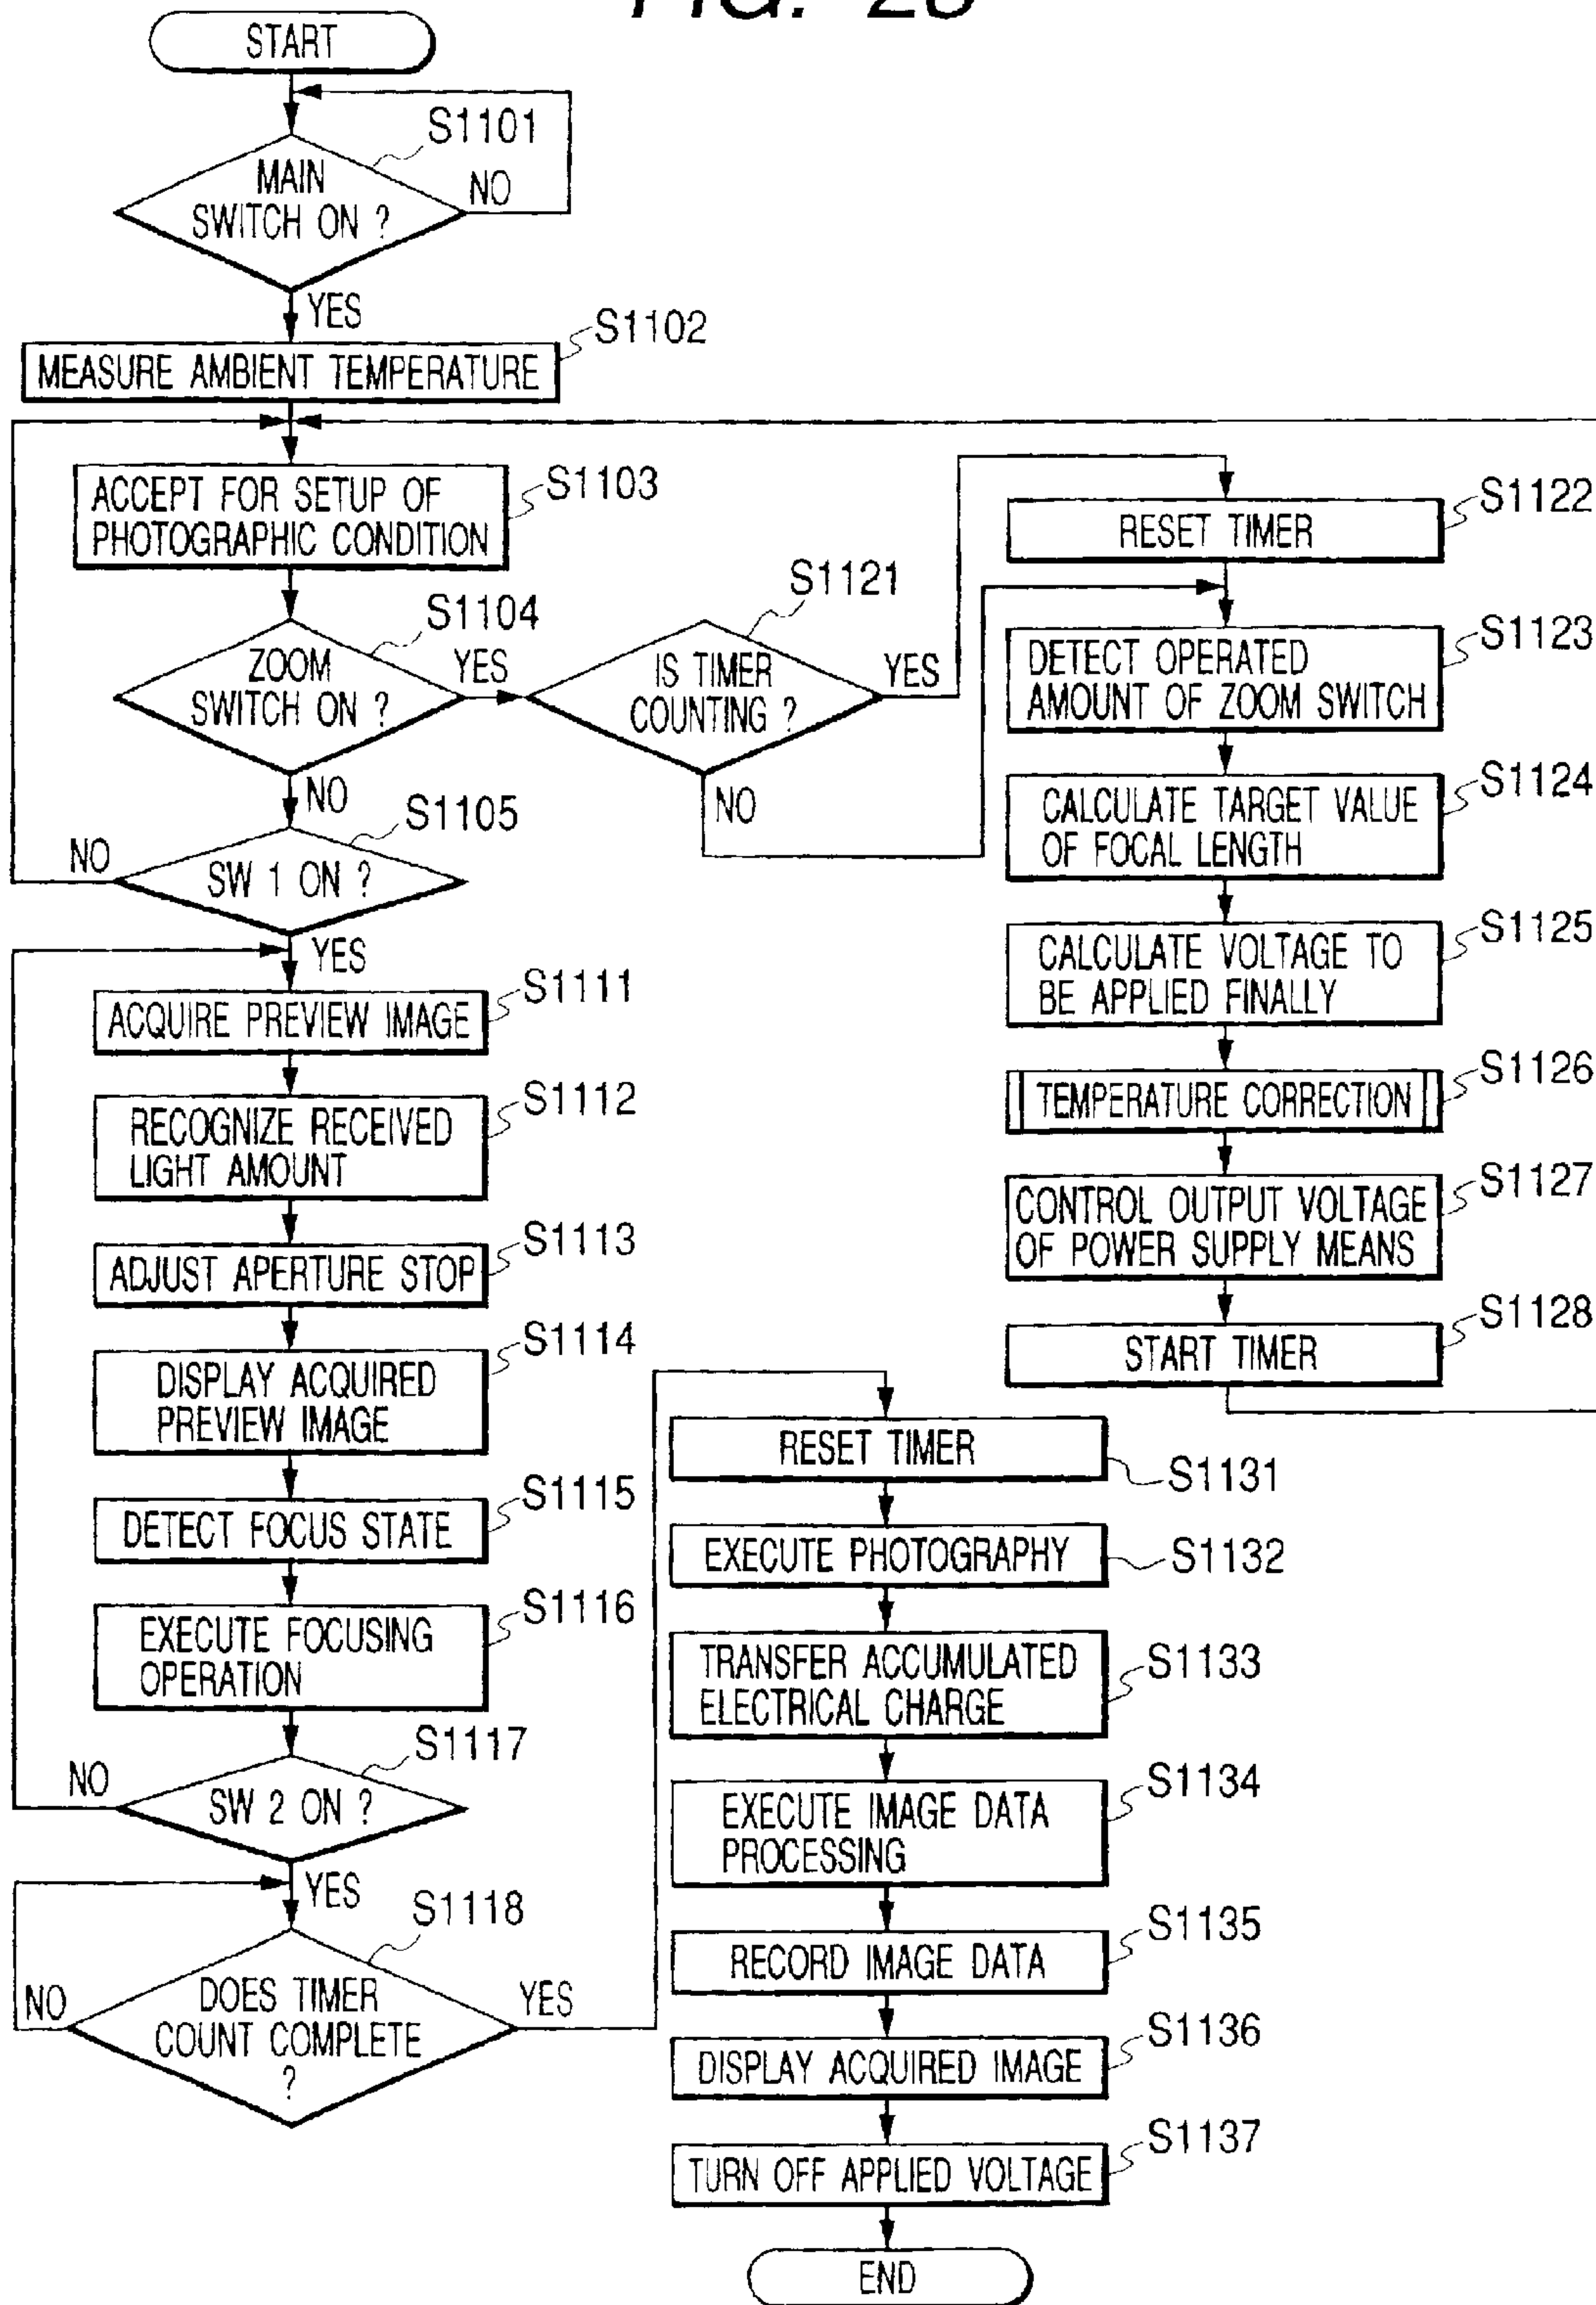 START
S1101
MAIN
SWITCH ON ?
NO
YES
S1102
MEASURE AMBIENT TEMPERATURE
S1103
ACCEPT FOR SETUP OF
PHOTOGRAPHIC CONDITION
S1104
ZOOM
SWITCH ON ?
YES
NO
S1105
SW 1 ON ?
NO
YES
S1111
ACQUIRE PREVIEW IMAGE
S1112
RECOGNIZE RECEIVED
LIGHT AMOUNT
S1113
ADJUST APERTURE STOP
S1114
DISPLAY ACQUIRED
PREVIEW IMAGE
S1115
DETECT FOCUS STATE
S1116
EXECUTE FOCUSING
OPERATION
S1117
SW 2 ON ?
NO
YES
S1118
DOES TIMER
COUNT COMPLETE
?
NO
YES
S1121
IS TIMER
COUNTING ?
YES
NO
S1122
RESET TIMER
S1123
DETECT OPERATED
AMOUNT OF ZOOM SWITCH
S1124
CALCULATE TARGET VALUE
OF FOCAL LENGTH
S1125
CALCULATE VOLTAGE TO
BE APPLIED FINALLY
S1126
TEMPERATURE CORRECTION
S1127
CONTROL OUTPUT VOLTAGE
OF POWER SUPPLY MEANS
S1128
START TIMER
RESET TIMER
S1131
EXECUTE PHOTOGRAPHY
S1132
TRANSFER ACCUMULATED
ELECTRICAL CHARGE
S1133
EXECUTE IMAGE DATA
PROCESSING
S1134
RECORD IMAGE DATA
S1135
DISPLAY ACQUIRED IMAGE
S1136
TURN OFF APPLIED VOLTAGE
S1137
END